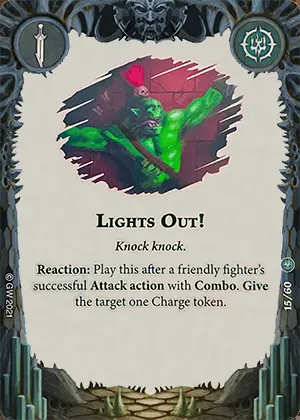 LIGHTS OUT!
Knock knock.
Reaction: Play this after a friendly fighter's
successful Attack action with Combo. Give
the target one Charge token.
© GW 2021
15/60